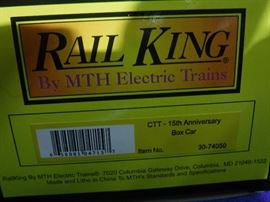 RAIL KING®
By MTH Electric Trains
CTT - 15th Anniversary
Box Car
Item No. 30-74050
RailKing By MTH Electric Trains® 7020 Columbia Gateway Drive, Columbia, MD 21046-1532
Made and Litho in China To MTH's Standards and Specifications